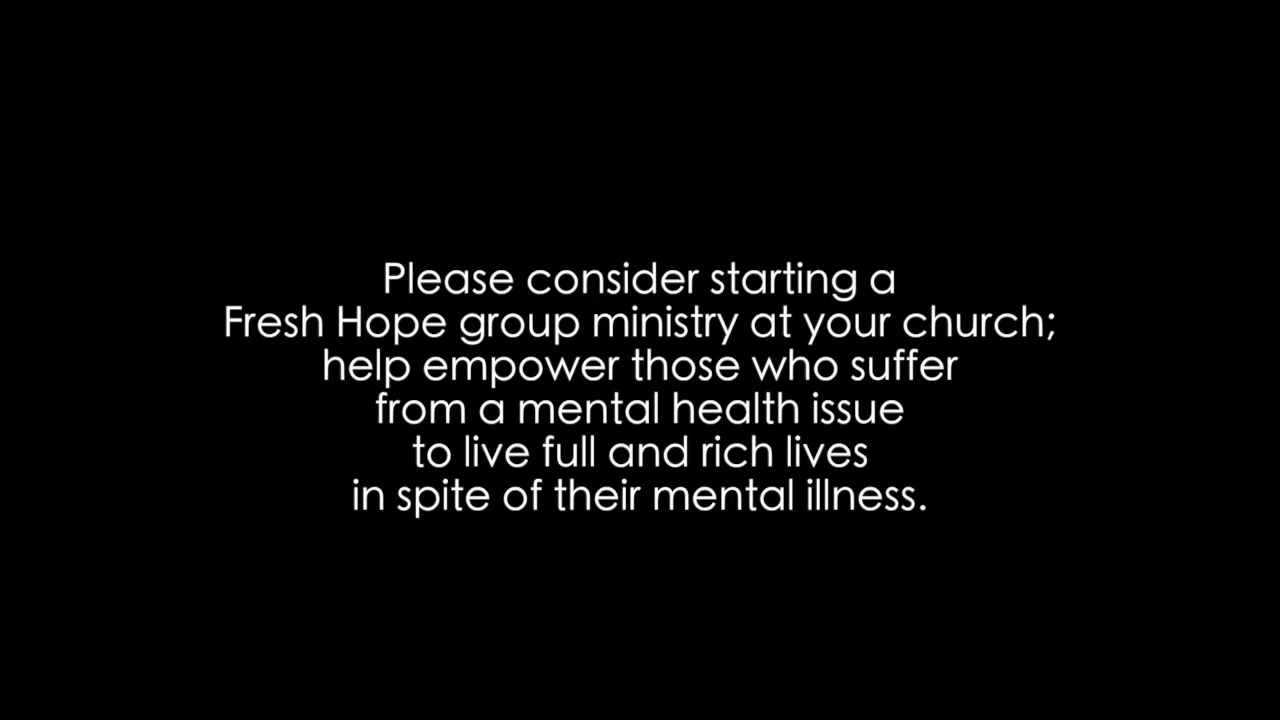 Please consider starting a
Fresh Hope group ministry at your church;
help empower those who suffer
from a mental health issue
to live full and rich lives
in spite of their mental illness.